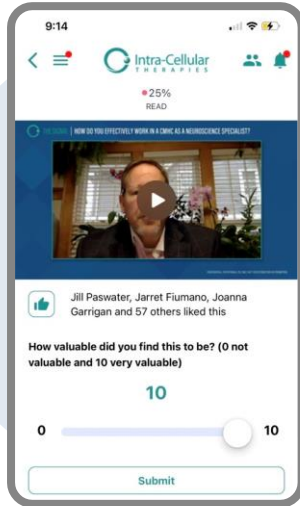 9:14
Intra-Cellular
THERAPIES
25%
READ
HOW DO YOU EFFECTIVELY WORK IN A CMHC AS A NEUROSCIENCE SPECIALIST?
Jill Paswater, Jarret Fiumano, Joanna
Garrigan and 57 others liked this
How valuable did you find this to be? (0 not
valuable and 10 very valuable)
10
0
10
Submit